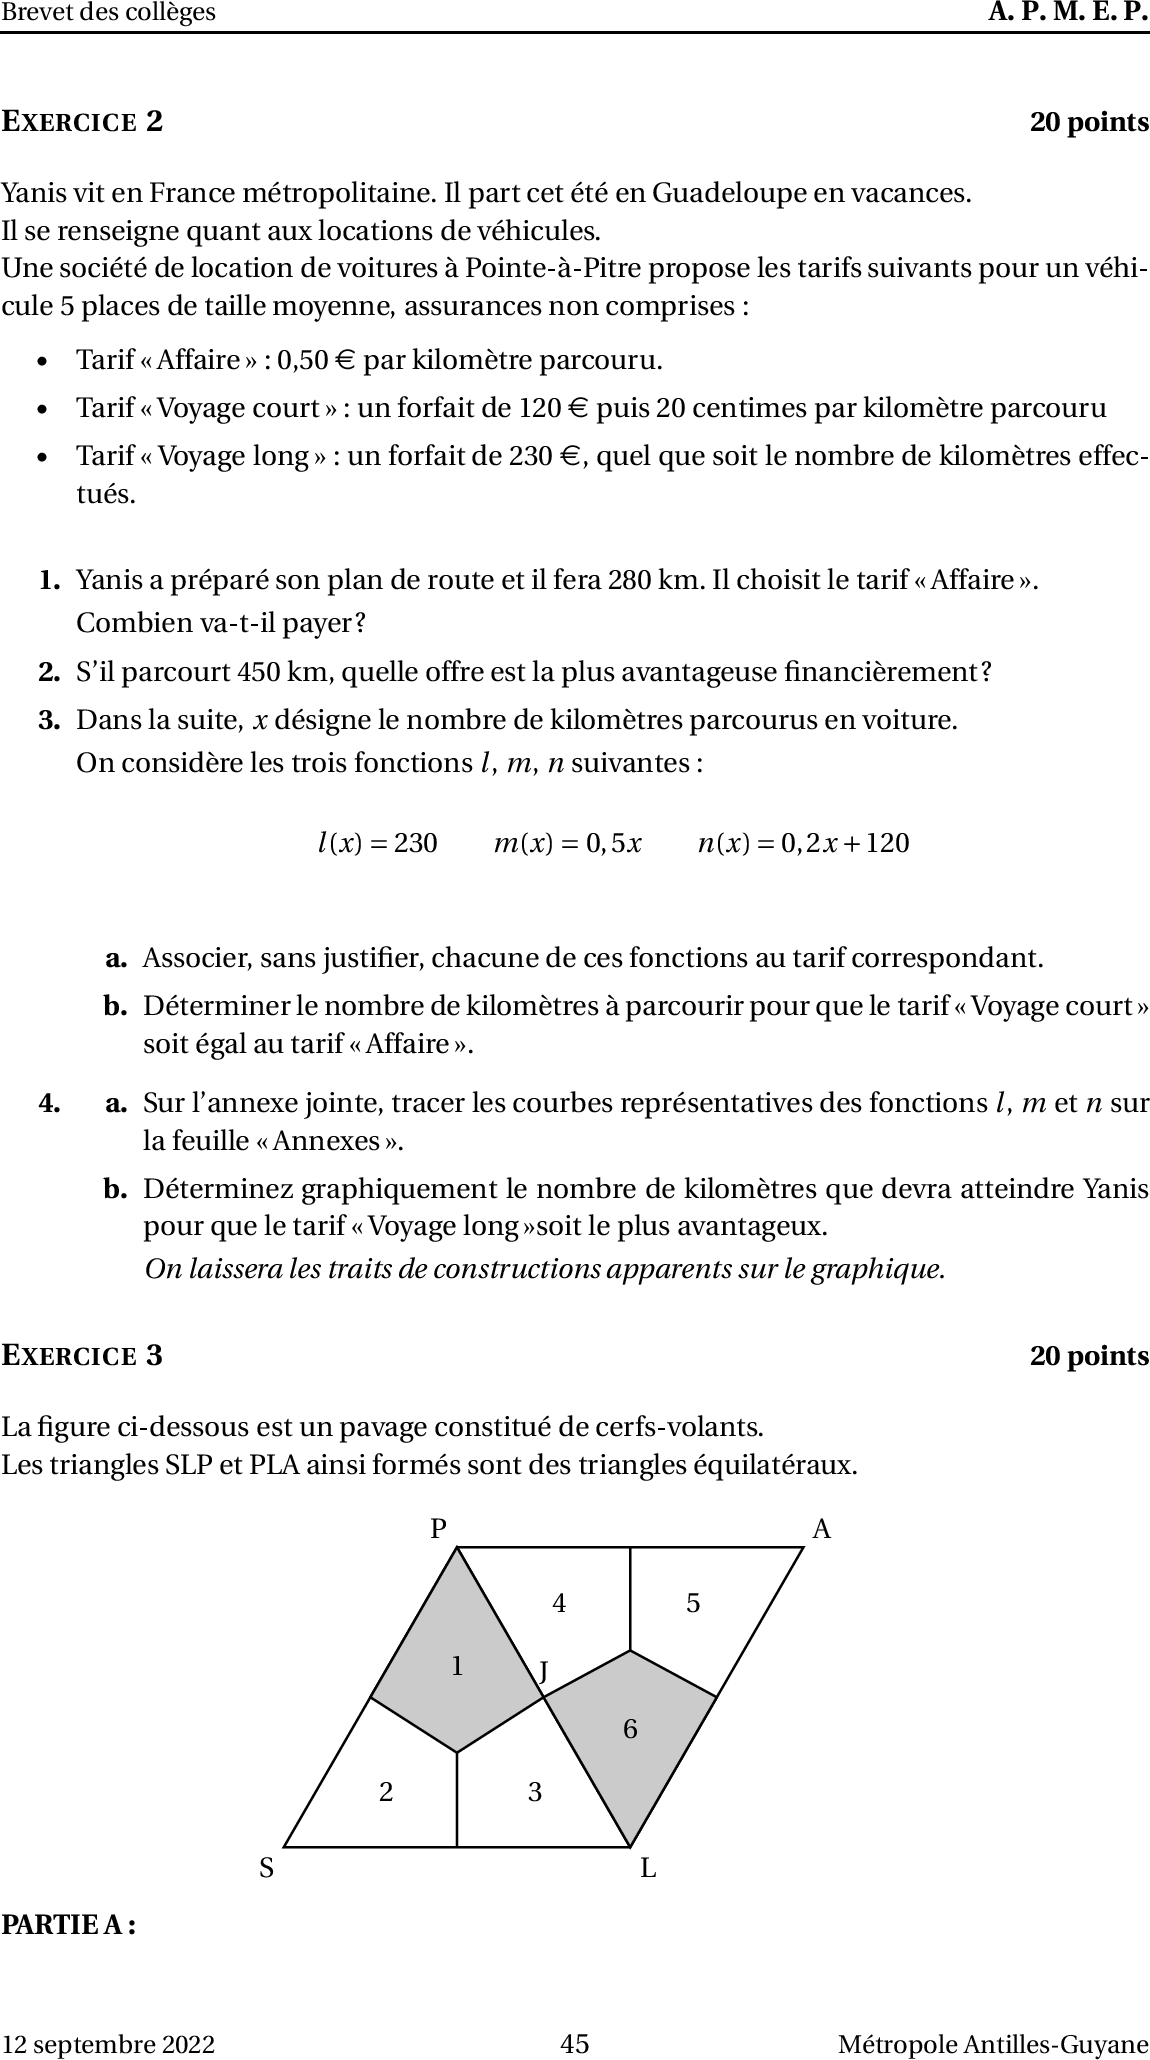 Brevet des collèges A. P. M. E. P.
EXERCICE 2 20 points
Yanis vit en France métropolitaine. Il part cet été en Guadeloupe en vacances.
Il se renseigne quant aux locations de véhicules.
Une société de location de voitures à Pointe-à-Pitre propose les tarifs suivants pour un véhi-
cule 5 places de taille moyenne, assurances non comprises :
• Tarif « Affaire » : 0,50 € par kilomètre parcouru.
• Tarif « Voyage court » : un forfait de 120 € puis 20 centimes par kilomètre parcouru
• Tarif « Voyage long » : un forfait de 230 €, quel que soit le nombre de kilomètres effec-
tués.
1. Yanis a préparé son plan de route et il fera 280 km. Il choisit le tarif « Affaire ».
Combien va-t-il payer ?
2. S'il parcourt 450 km, quelle offre est la plus avantageuse financièrement ?
3. Dans la suite, x désigne le nombre de kilomètres parcourus en voiture.
On considère les trois fonctions l, m, n suivantes :
l(x) = 230 m(x) = 0,5x n(x) = 0,2x + 120
a. Associer, sans justifier, chacune de ces fonctions au tarif correspondant.
b. Déterminer le nombre de kilomètres à parcourir pour que le tarif « Voyage court »
soit égal au tarif « Affaire ».
4. a. Sur l'annexe jointe, tracer les courbes représentatives des fonctions l, m et n sur
la feuille « Annexes ».
b. Déterminez graphiquement le nombre de kilomètres que devra atteindre Yanis
pour que le tarif « Voyage long »soit le plus avantageux.
On laissera les traits de constructions apparents sur le graphique.
EXERCICE 3 20 points
La figure ci-dessous est un pavage constitué de cerfs-volants.
Les triangles SLP et PLA ainsi formés sont des triangles équilatéraux.
P A
4 5
1 J
6
2 3
S L
PARTIE A :
12 septembre 2022 45 Métropole Antilles-Guyane